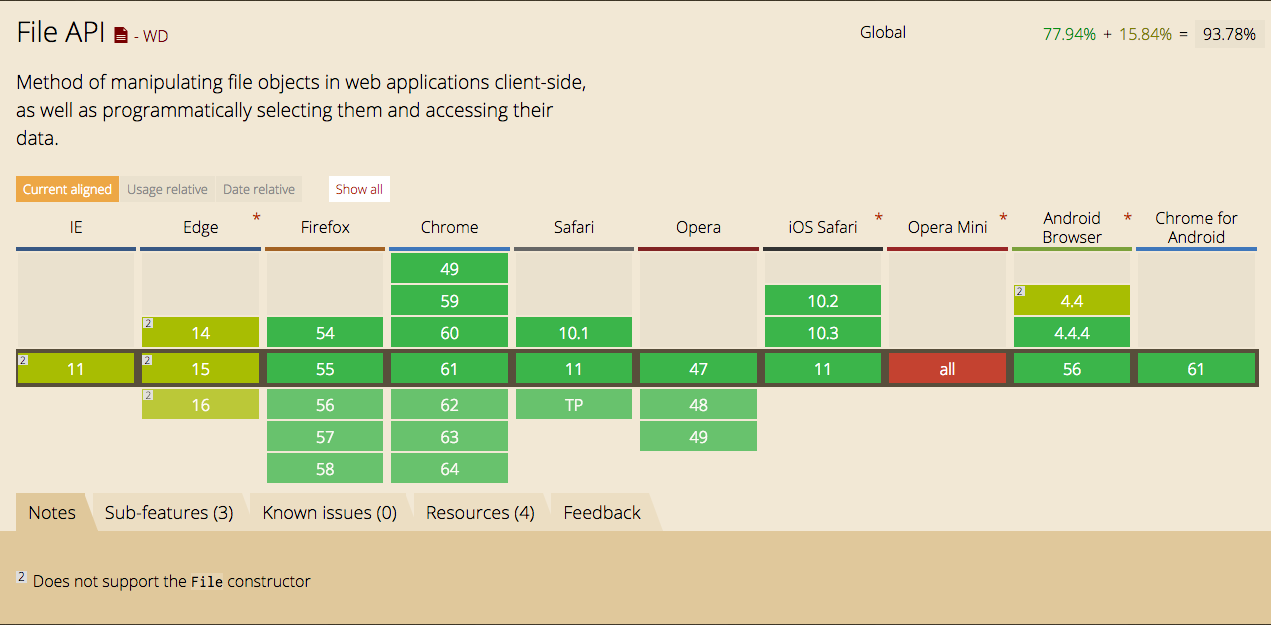 File API - WD
Global
77.94% + 15.84% = 93.78%
Method of manipulating file objects in web applications client-side,
as well as programmatically selecting them and accessing their
data.
Current aligned Usage relative Date relative Show all
IE Edge * Firefox Chrome Safari Opera iOS Safari * Opera Mini * Android Browser * Chrome for Android
49
59 10.2 2 4.4
2 14 54 60 10.1 10.3 4.4.4
2 11 2 15 55 61 11 47 11 all 56 61
2 16 56 62 TP 48
57 63 49
58 64
Notes Sub-features (3) Known issues (0) Resources (4) Feedback
2 Does not support the File constructor